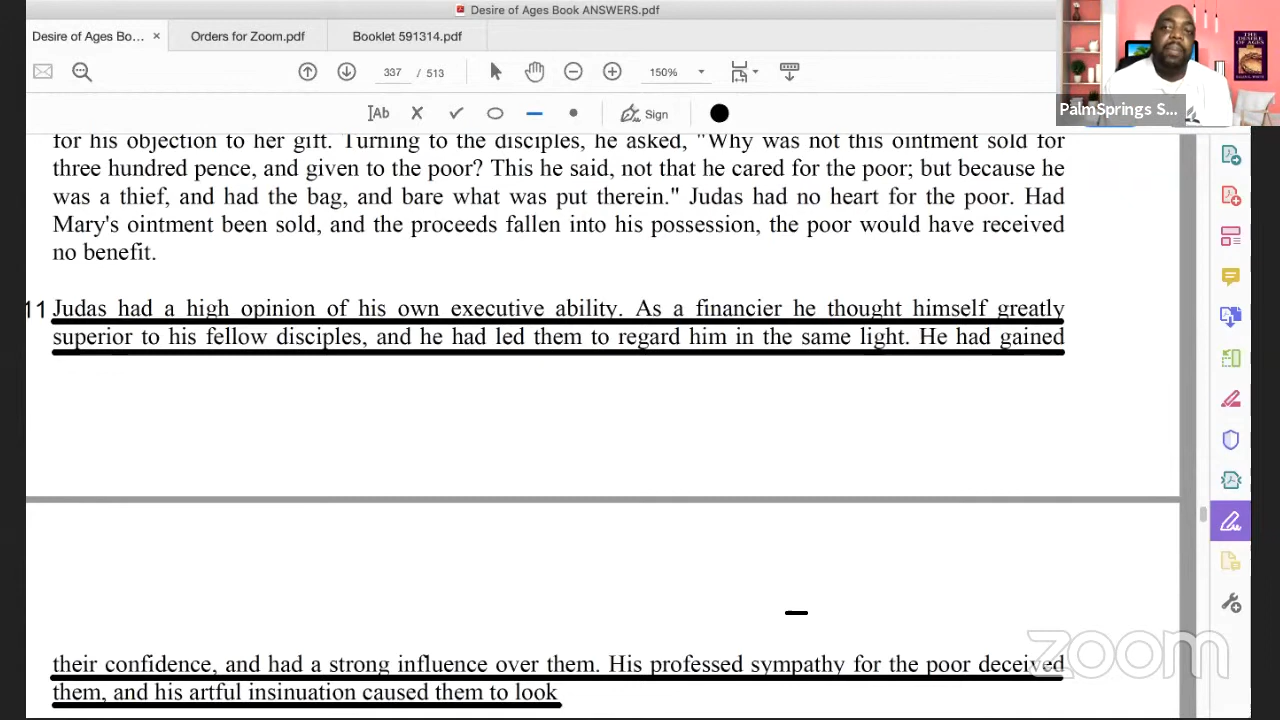 Desire of Ages Book ANSWERS.pdf
Desire of Ages Bo... ×
Orders for Zoom.pdf
Booklet 591314.pdf
337 / 513
150%
Ab
Sign
PalmSprings S...
THE DESIRE OF AGES
for his objection to her gift. Turning to the disciples, he asked, "Why was not this ointment sold for
three hundred pence, and given to the poor? This he said, not that he cared for the poor; but because he
was a thief, and had the bag, and bare what was put therein." Judas had no heart for the poor. Had
Mary's ointment been sold, and the proceeds fallen into his possession, the poor would have received
no benefit.
11 Judas had a high opinion of his own executive ability. As a financier he thought himself greatly
superior to his fellow disciples, and he had led them to regard him in the same light. He had gained
their confidence, and had a strong influence over them. His professed sympathy for the poor deceived
them, and his artful insinuation caused them to look
zoom